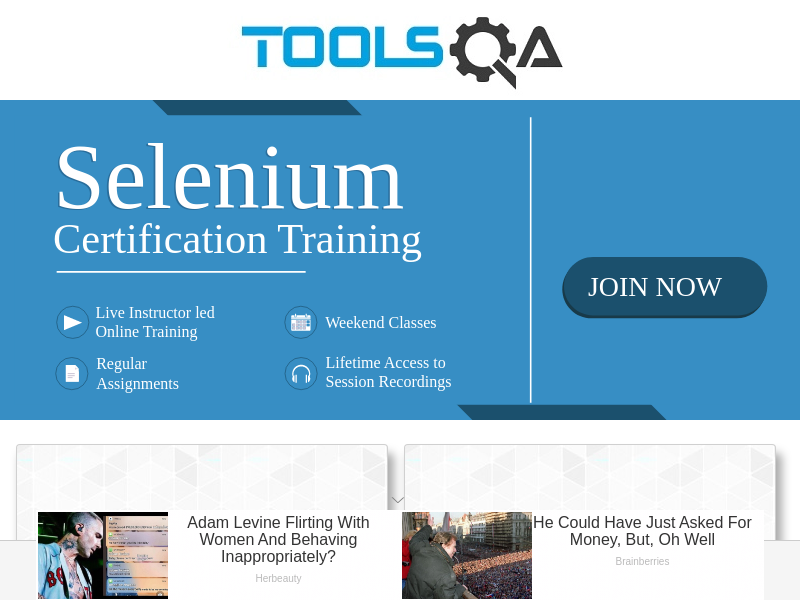 TOOLSQA
Selenium
Certification Training
JOIN NOW
Live Instructor led
Online Training
Weekend Classes
Regular
Assignments
Lifetime Access to
Session Recordings
Adam Levine Flirting With
Women And Behaving
Inappropriately?
Herbeauty
He Could Have Just Asked For
Money, But, Oh Well
Brainberries